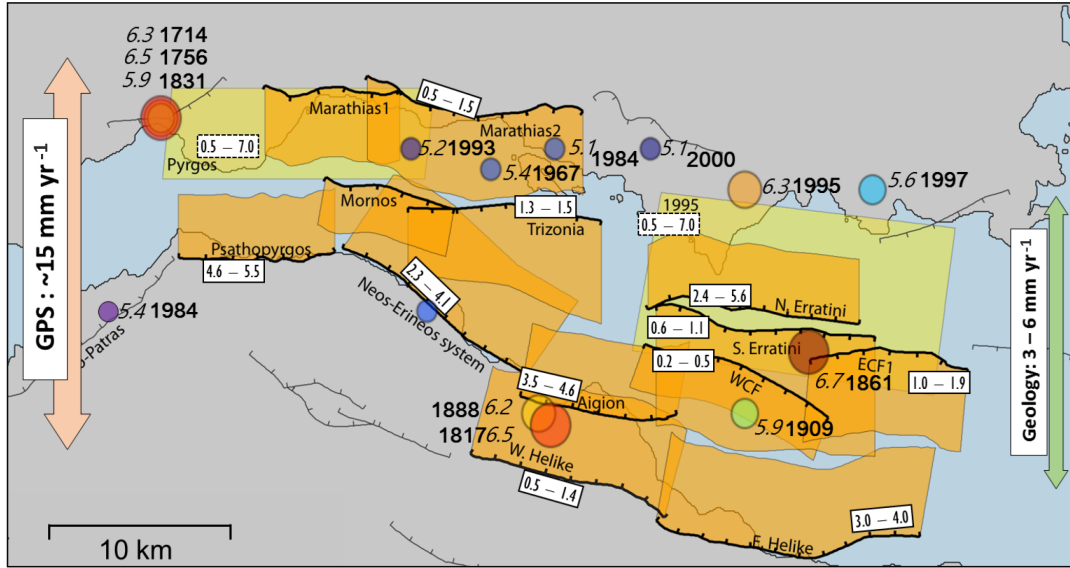 6.3 1714
6.5 1756
5.9 1831
GPS : ~15 mm yr-1
Geology: 3 – 6 mm yr-1
Marathias1
0.5 – 1.5
Marathias2
0.5 – 7.0
Pyrgos
5.2 1993
5.4 1967
5.1 1984
5.1 2000
6.3 1995
5.6 1997
Mornos
1.3 – 1.5
Trizonia
1995
0.5 – 7.0
Psathopyrgos
4.6 – 5.5
2.3 – 4.1
Neos-Erineos system
5.4 1984
-Patras
2.4 – 5.6
N. Erratini
0.6 – 1.1
S. Erratini
0.2 – 0.5
WCF
ECF1
6.7 1861
1.0 – 1.9
3.5 – 4.6
Aigion
1888 6.2
1817 6.5
5.9 1909
W. Helike
0.5 – 1.4
3.0 – 4.0
E. Helike
10 km